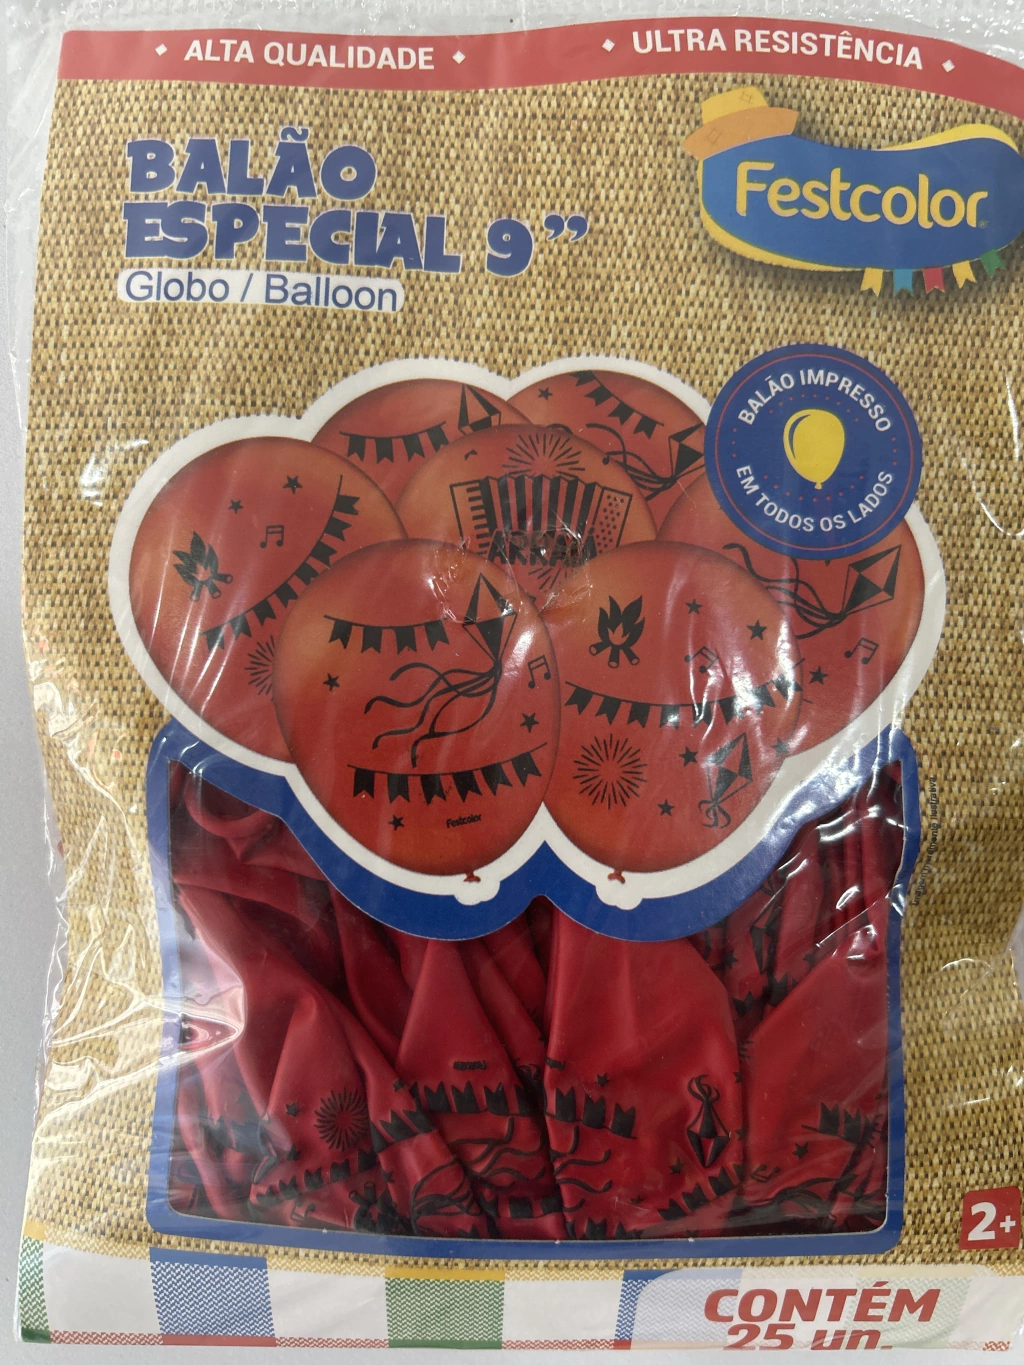 ALTA QUALIDADE
ULTRA RESISTÊNCIA
BALÃO
ESPECIAL 9”
Globo / Balloon
Festcolor
BALÃO IMPRESSO
EM TODOS OS LADOS
ARRAIÁ
Festcolor
2+
CONTÉM
25 un.